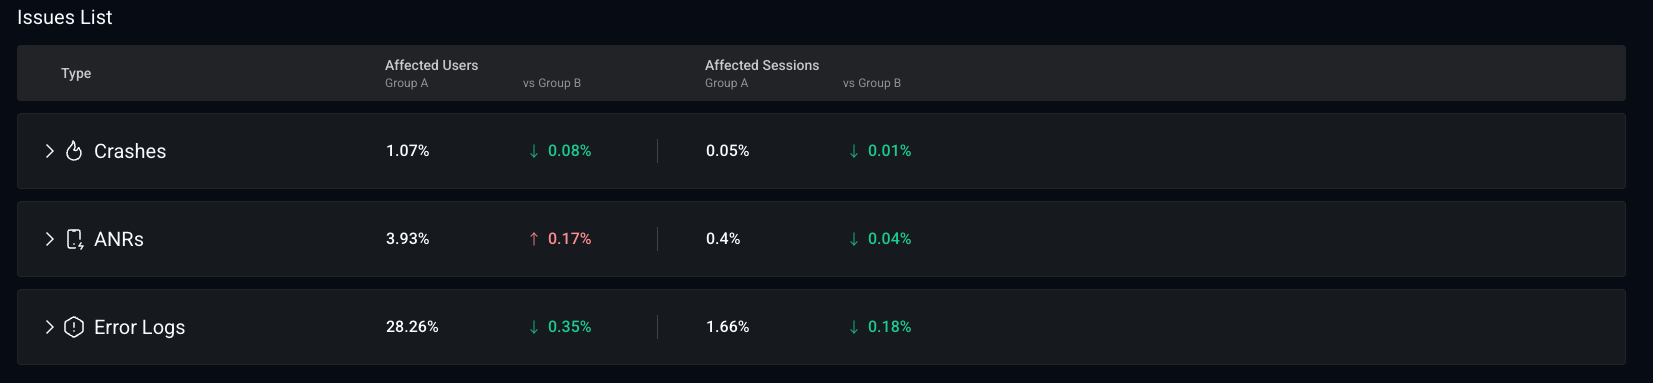 Issues List
Type
Affected Users
Group A vs Group B
Affected Sessions
Group A vs Group B
Crashes 1.07% ↓ 0.08% 0.05% ↓ 0.01%
ANRs 3.93% ↑ 0.17% 0.4% ↓ 0.04%
Error Logs 28.26% ↓ 0.35% 1.66% ↓ 0.18%